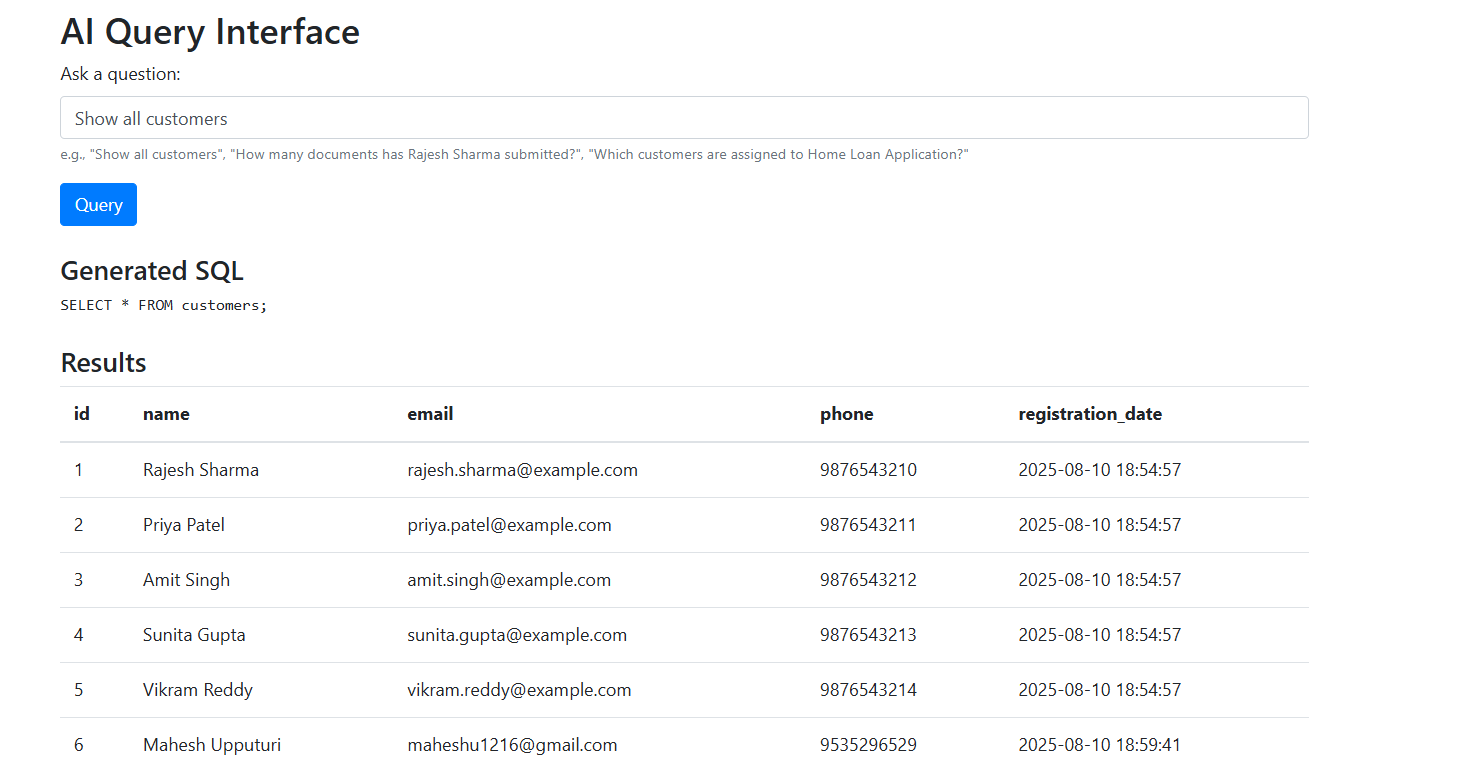 AI Query Interface
Ask a question:
Show all customers
e.g., "Show all customers", "How many documents has Rajesh Sharma submitted?", "Which customers are assigned to Home Loan Application?"
Query
Generated SQL
SELECT * FROM customers;
Results
id name email phone registration_date
1 Rajesh Sharma rajesh.sharma@example.com 9876543210 2025-08-10 18:54:57
2 Priya Patel priya.patel@example.com 9876543211 2025-08-10 18:54:57
3 Amit Singh amit.singh@example.com 9876543212 2025-08-10 18:54:57
4 Sunita Gupta sunita.gupta@example.com 9876543213 2025-08-10 18:54:57
5 Vikram Reddy vikram.reddy@example.com 9876543214 2025-08-10 18:54:57
6 Mahesh Upputuri maheshu1216@gmail.com 9535296529 2025-08-10 18:59:41